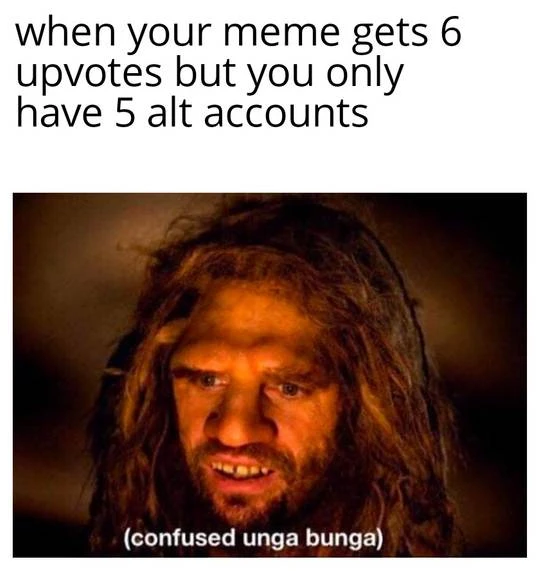 when your meme gets 6
upvotes but you only
have 5 alt accounts
(confused unga bunga)